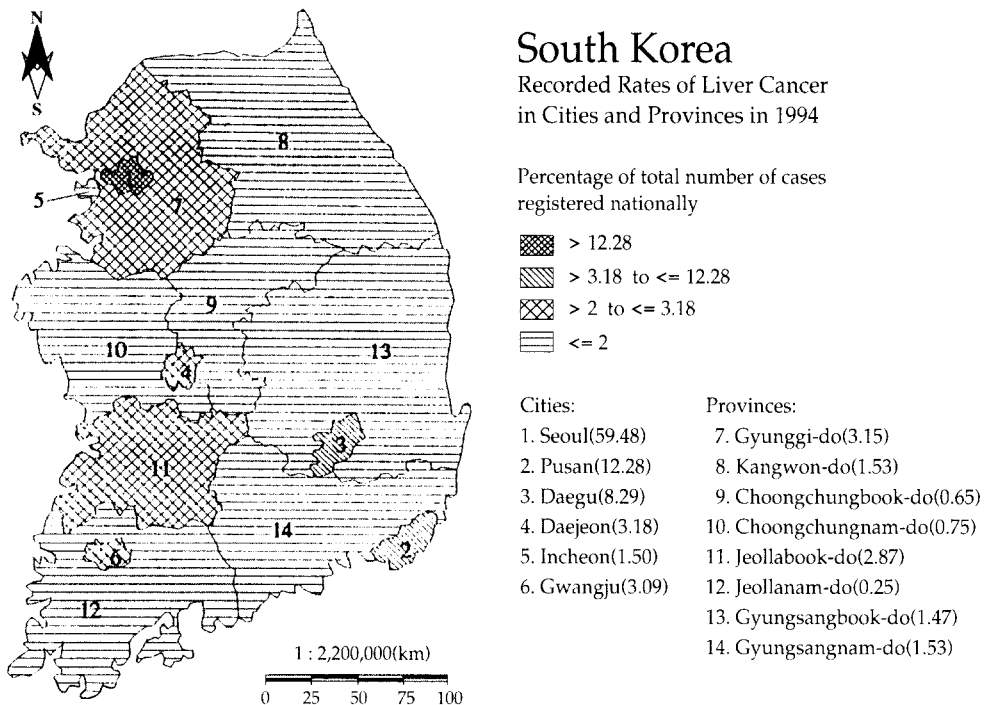 N
S
South Korea
Recorded Rates of Liver Cancer
in Cities and Provinces in 1994
Percentage of total number of cases
registered nationally
> 12.28
> 3.18 to <= 12.28
> 2 to <= 3.18
<= 2
Cities:
1. Seoul(59.48)
2. Pusan(12.28)
3. Daegu(8.29)
4. Daejeon(3.18)
5. Incheon(1.50)
6. Gwangju(3.09)
Provinces:
7. Gyunggi-do(3.15)
8. Kangwon-do(1.53)
9. Choongchungbook-do(0.65)
10. Choongchungnam-do(0.75)
11. Jeollabook-do(2.87)
12. Jeollanam-do(0.25)
13. Gyungsangbook-do(1.47)
14. Gyungsangnam-do(1.53)
8
1
5
7
9
10
13
4
3
11
14
2
6
12
1 : 2,200,000(km)
0 25 50 75 100